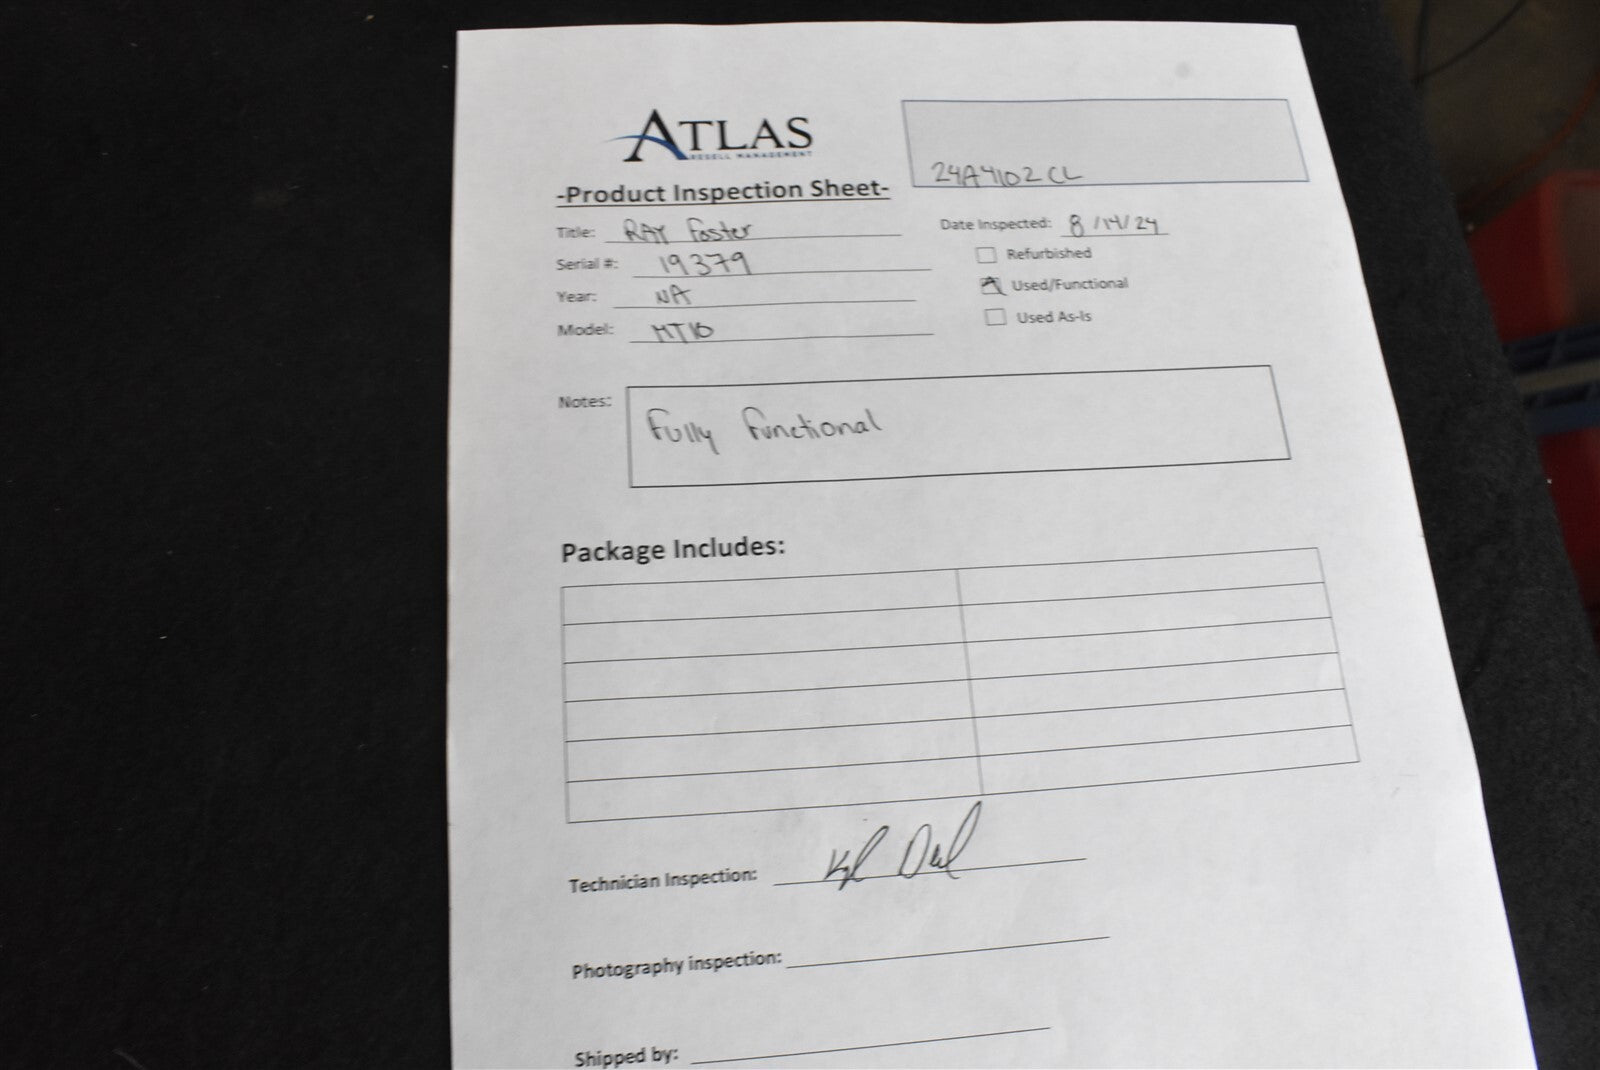 ATLAS
RESELL MANAGEMENT
24A4102CL
-Product Inspection Sheet-
Title: RAY Foster
Date Inspected: 8/14/24
Serial #: 19379
Refurbished
Year: NA
Used/Functional
Model: MT10
Used As-Is
Notes: Fully Functional
Package Includes:
Technician Inspection:
Photography inspection:
Shipped by: